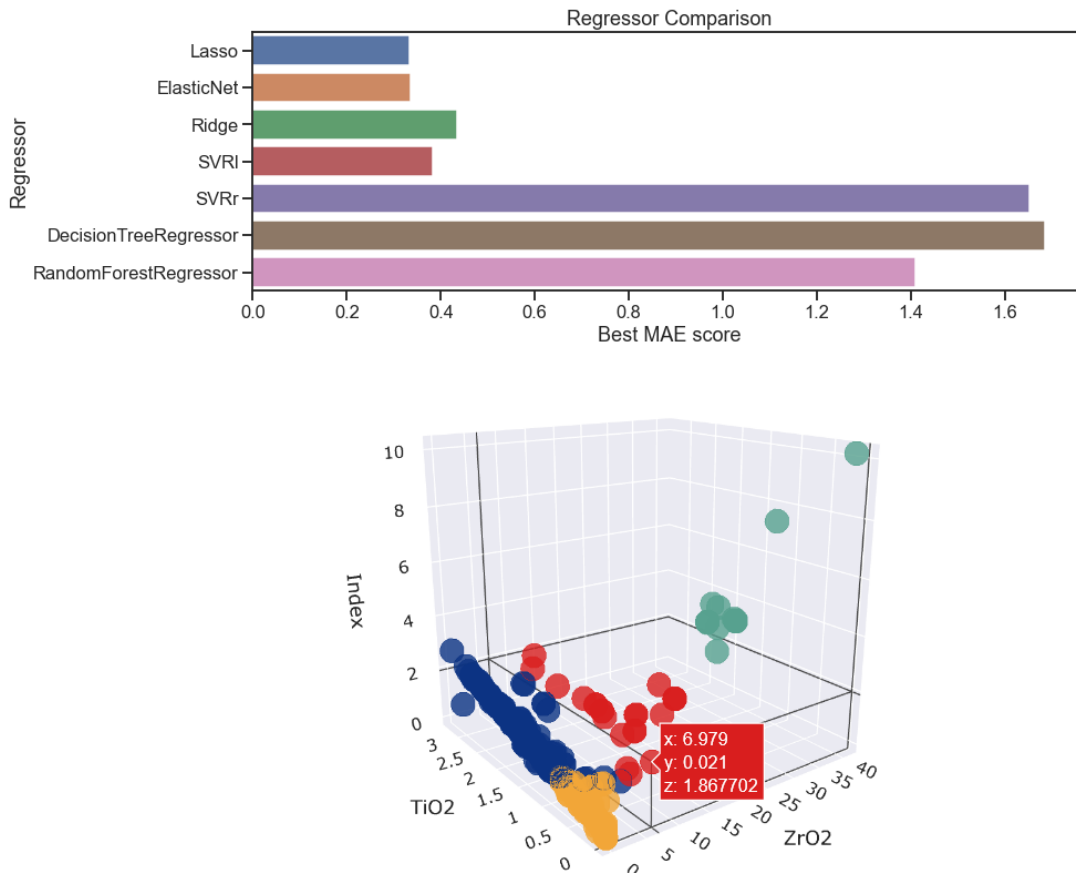 Regressor Comparison
Regressor
Lasso
ElasticNet
Ridge
SVRl
SVRr
DecisionTreeRegressor
RandomForestRegressor
0.0 0.2 0.4 0.6 0.8 1.0 1.2 1.4 1.6
Best MAE score
10
8
6
4
2
0
Index
3
2.5
2
1.5
1
0.5
0
TiO2
x: 6.979
y: 0.021
z: 1.867702
0
5
10
15
20
25
30
35
40
ZrO2